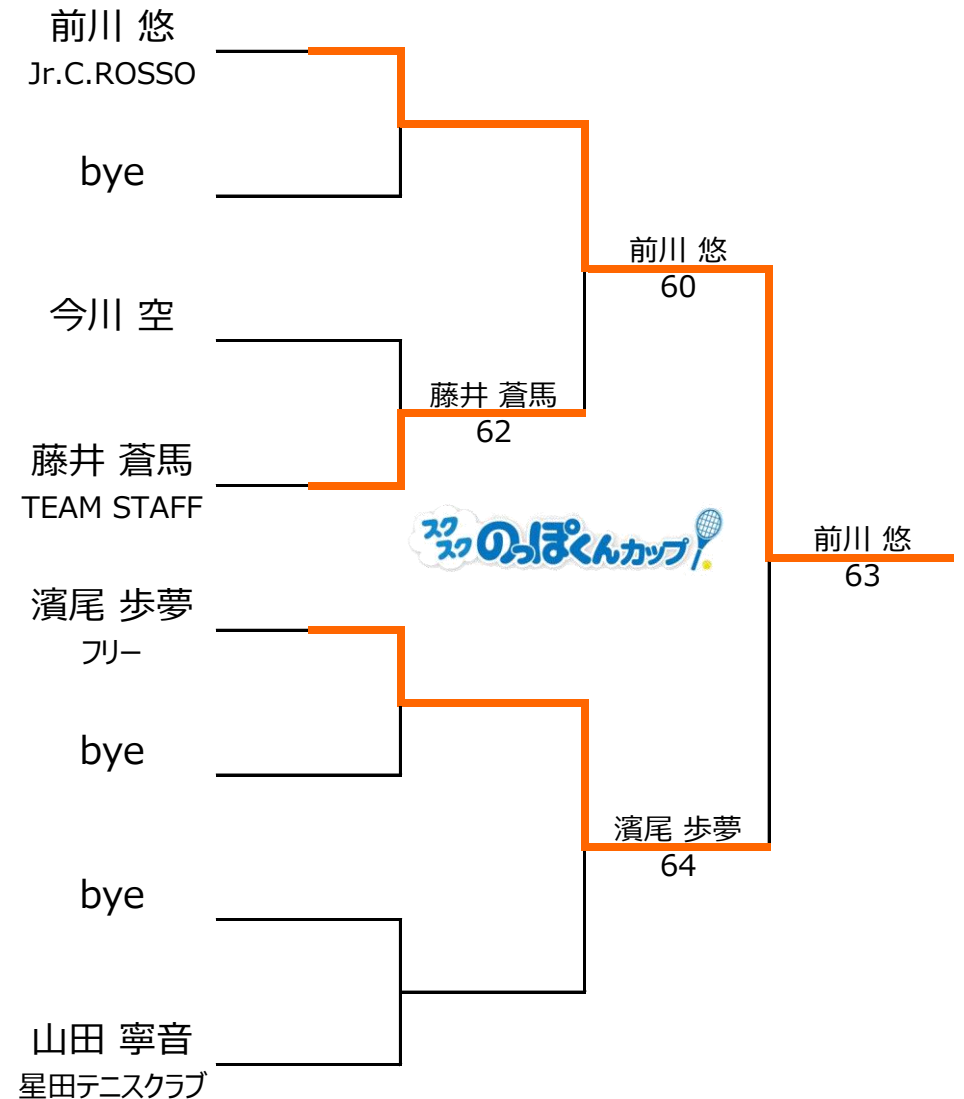 前川 悠
Jr.C.ROSSO
bye
前川 悠
60
今川 空
藤井 蒼馬
62
藤井 蒼馬
TEAM STAFF
スクスクのっぽくんカップ
前川 悠
63
濱尾 歩夢
フリー
bye
濱尾 歩夢
64
bye
山田 寧音
星田テニスクラブ